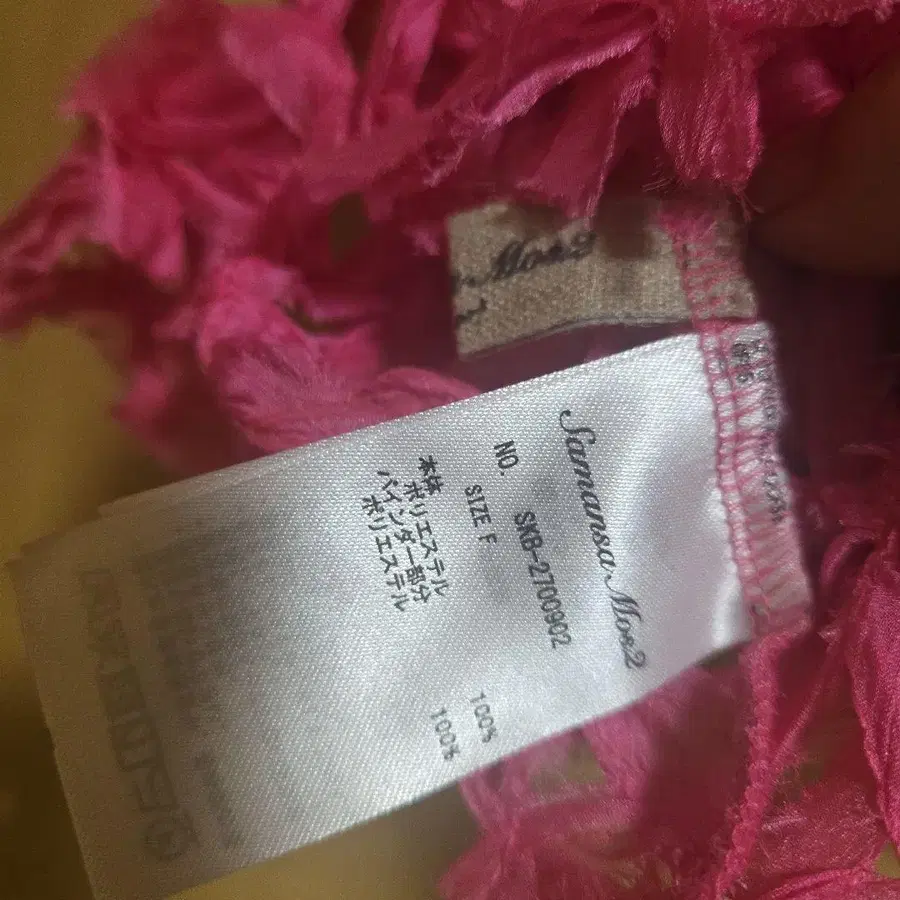 Mos2
Samansa Mos2
NO. SKB-2700902
SIZE F
本体
ポリエステル 100%
バインダー部分
ポリエステル 100%